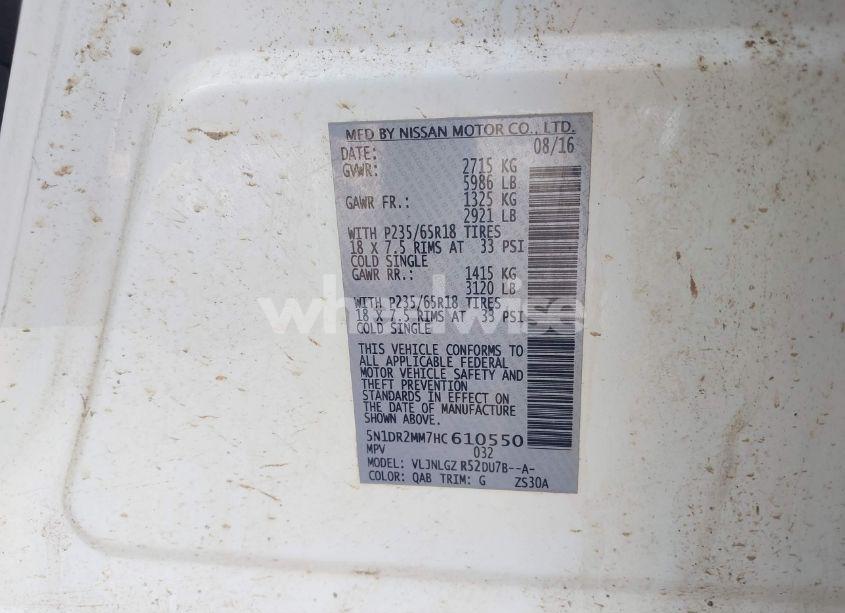 MFD BY NISSAN MOTOR CO., LTD.
DATE: 08/16
GVWR: 2715 KG
5986 LB
GAWR FR.: 1325 KG
2921 LB
WITH P235/65R18 TIRES
18 X 7.5 RIMS AT 33 PSI
COLD SINGLE
GAWR RR.: 1415 KG
3120 LB
WITH P235/65R18 TIRES
18 X 7.5 RIMS AT 33 PSI
COLD SINGLE
wheelwise
THIS VEHICLE CONFORMS TO
ALL APPLICABLE FEDERAL
MOTOR VEHICLE SAFETY AND
THEFT PREVENTION
STANDARDS IN EFFECT ON
THE DATE OF MANUFACTURE
SHOWN ABOVE.
5N1DR2MM7HC610550
MPV 032
MODEL: VLJNLGZ R52DU7B--A-
COLOR: QAB TRIM: G ZS30A